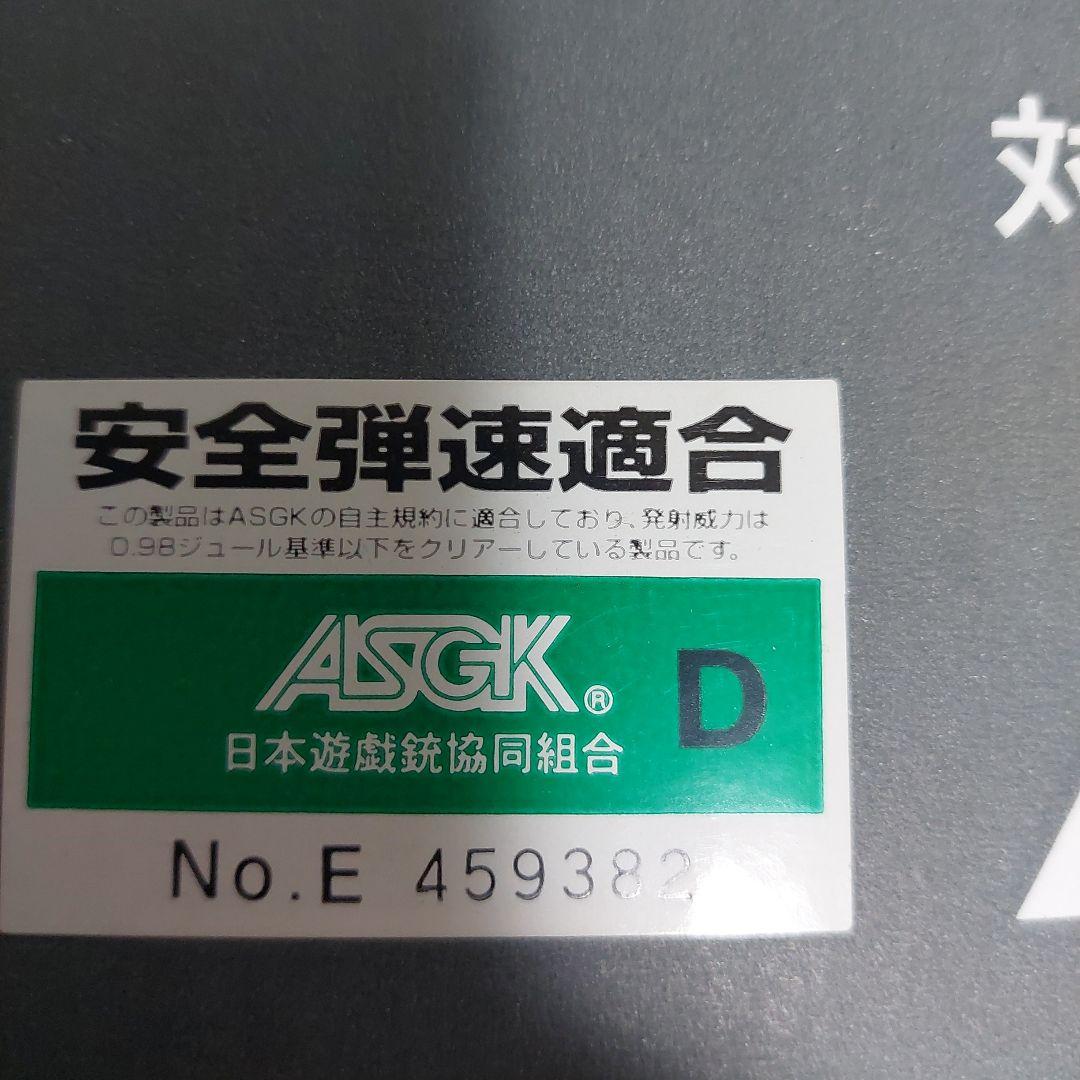 対
安全弾速適合
この製品はASGKの自主規約に適合しており、発射威力は
0.98ジュール基準以下をクリアーしている製品です。
ASGK®
D
日本遊戯銃協同組合
No.E 459382